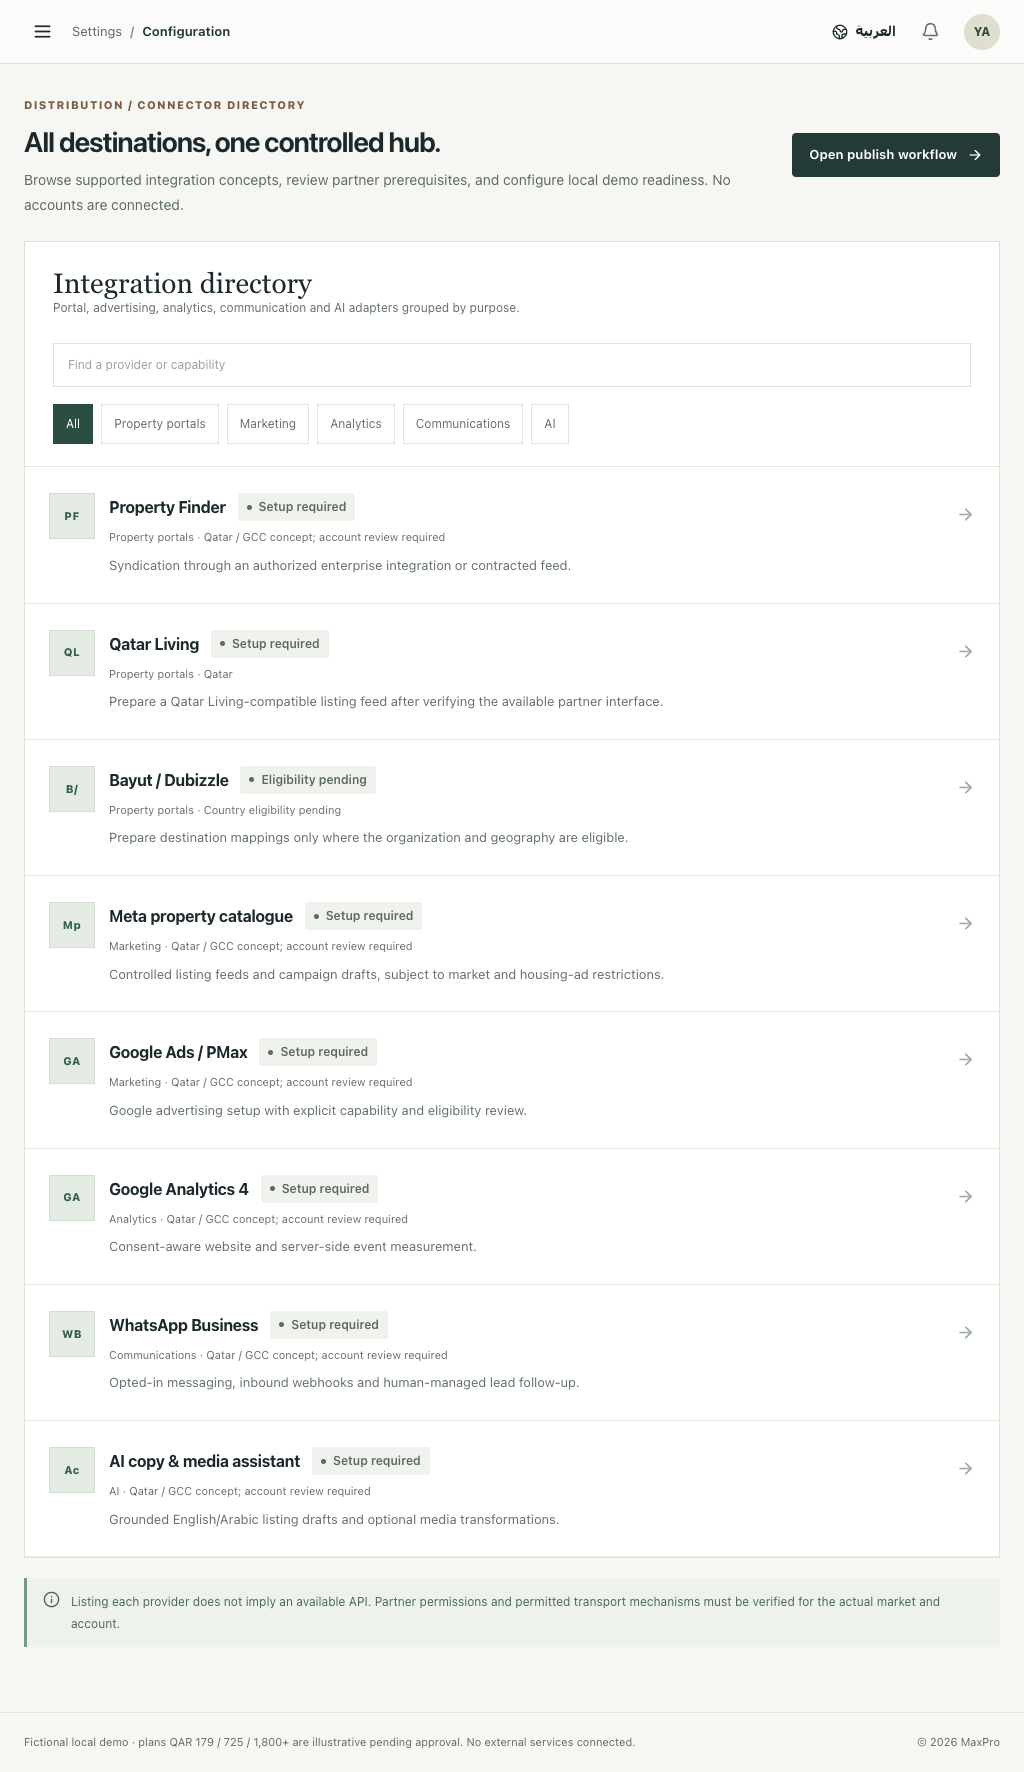 Settings / Configuration
العربية
YA
DISTRIBUTION / CONNECTOR DIRECTORY
All destinations, one controlled hub.
Open publish workflow
Browse supported integration concepts, review partner prerequisites, and configure local demo readiness. No
accounts are connected.
Integration directory
Portal, advertising, analytics, communication and AI adapters grouped by purpose.
Find a provider or capability
All
Property portals
Marketing
Analytics
Communications
AI
PF
Property Finder
Setup required
Property portals · Qatar / GCC concept; account review required
Syndication through an authorized enterprise integration or contracted feed.
QL
Qatar Living
Setup required
Property portals · Qatar
Prepare a Qatar Living-compatible listing feed after verifying the available partner interface.
B/
Bayut / Dubizzle
Eligibility pending
Property portals · Country eligibility pending
Prepare destination mappings only where the organization and geography are eligible.
Mp
Meta property catalogue
Setup required
Marketing · Qatar / GCC concept; account review required
Controlled listing feeds and campaign drafts, subject to market and housing-ad restrictions.
GA
Google Ads / PMax
Setup required
Marketing · Qatar / GCC concept; account review required
Google advertising setup with explicit capability and eligibility review.
GA
Google Analytics 4
Setup required
Analytics · Qatar / GCC concept; account review required
Consent-aware website and server-side event measurement.
WB
WhatsApp Business
Setup required
Communications · Qatar / GCC concept; account review required
Opted-in messaging, inbound webhooks and human-managed lead follow-up.
Ac
AI copy & media assistant
Setup required
AI · Qatar / GCC concept; account review required
Grounded English/Arabic listing drafts and optional media transformations.
Listing each provider does not imply an available API. Partner permissions and permitted transport mechanisms must be verified for the actual market and
account.
Fictional local demo · plans QAR 179 / 725 / 1,800+ are illustrative pending approval. No external services connected.
© 2026 MaxPro